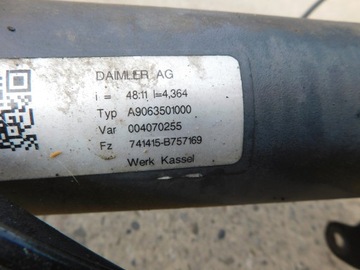 DAIMLER AG
i = 48:11 I=4,364
Typ A9063501000
Var 004070255
Fz 741415-B757169
Werk Kassel